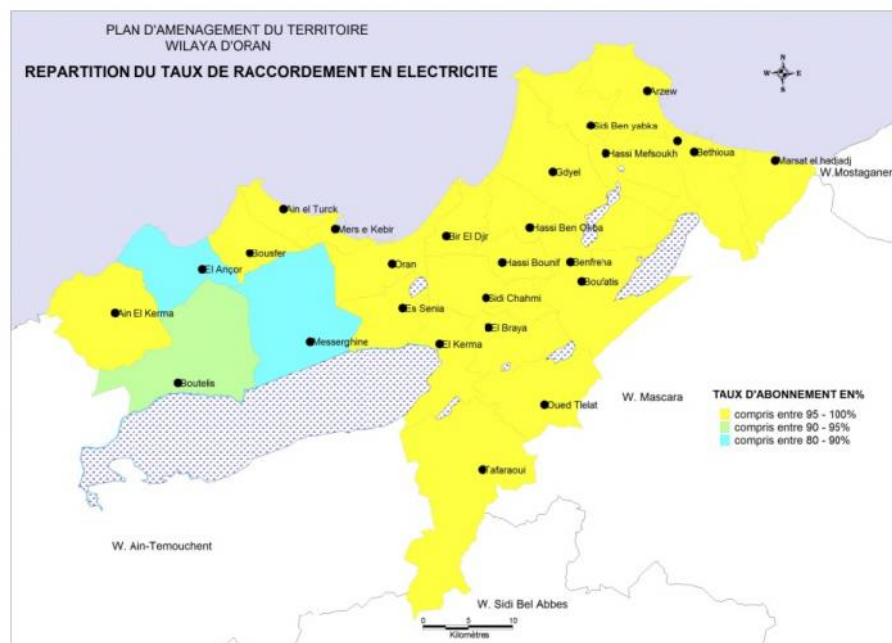 PLAN D'AMENAGEMENT DU TERRITOIRE
WILAYA D'ORAN
REPARTITION DU TAUX DE RACCORDEMENT EN ELECTRICITE
N
W E
S
Arzew
Sidi Ben yabka
Hassi Mefsoukh
Bethioua
Marsat el hadjadj
W.Mostaganem
Gdyel
Ain el Turck
Mers e Kebir
Bir El Djir
Hassi Ben Okba
Bousfer
El Ançor
Oran
Hassi Bounif
Benfreha
Boufatis
Ain El Kerma
Es Senia
Sidi Chahmi
El Braya
Messerghine
El Kerma
Boutelis
Oued Tlelat
W. Mascara
TAUX D'ABONNEMENT EN%
compris entre 95 - 100%
compris entre 90 - 95%
compris entre 80 - 90%
Tafaraoui
W. Ain-Temouchent
W. Sidi Bel Abbes
0 5 10
Kilomètres